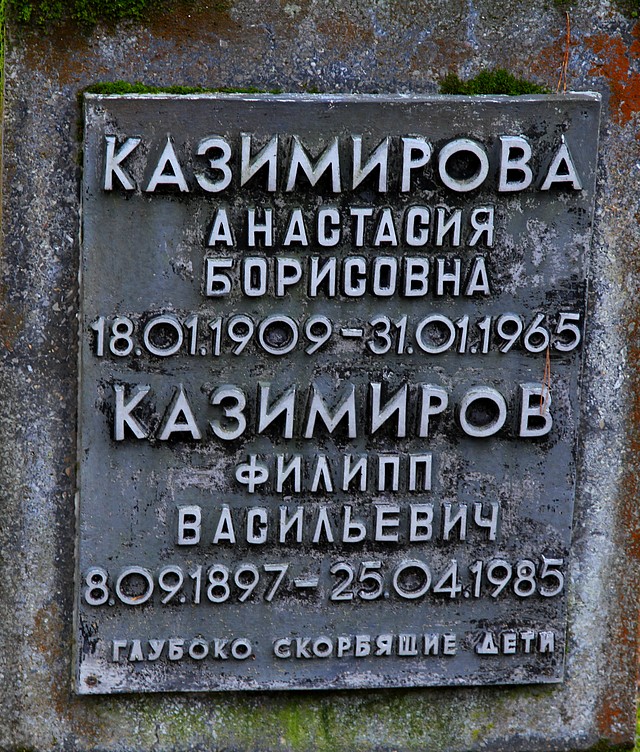 КАЗИМИРОВА
АНАСТАСИЯ
БОРИСОВНА
18.01.1909-31.01.1965
КАЗИМИРОВ
ФИЛИПП
ВАСИЛЬЕВИЧ
8.09.1897-25.04.1985
ГЛУБОКО СКОРБЯЩИЕ ДЕТИ